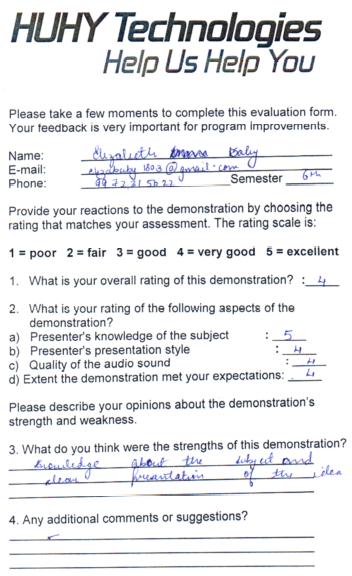 HUHY Technologies
Help Us Help You
Please take a few moments to complete this evaluation form.
Your feedback is very important for program improvements.
Name: Elizabeth Baby
E-mail: 1803@gmail.com
Phone: Semester 6th
Provide your reactions to the demonstration by choosing the
rating that matches your assessment. The rating scale is:
1 = poor 2 = fair 3 = good 4 = very good 5 = excellent
1. What is your overall rating of this demonstration? : 4
2. What is your rating of the following aspects of the
demonstration?
a) Presenter's knowledge of the subject : 5
b) Presenter's presentation style : 4
c) Quality of the audio sound : 4
d) Extent the demonstration met your expectations: 4
Please describe your opinions about the demonstration's
strength and weakness.
3. What do you think were the strengths of this demonstration?
knowledge about the subject and
clear presentation of the idea
4. Any additional comments or suggestions?